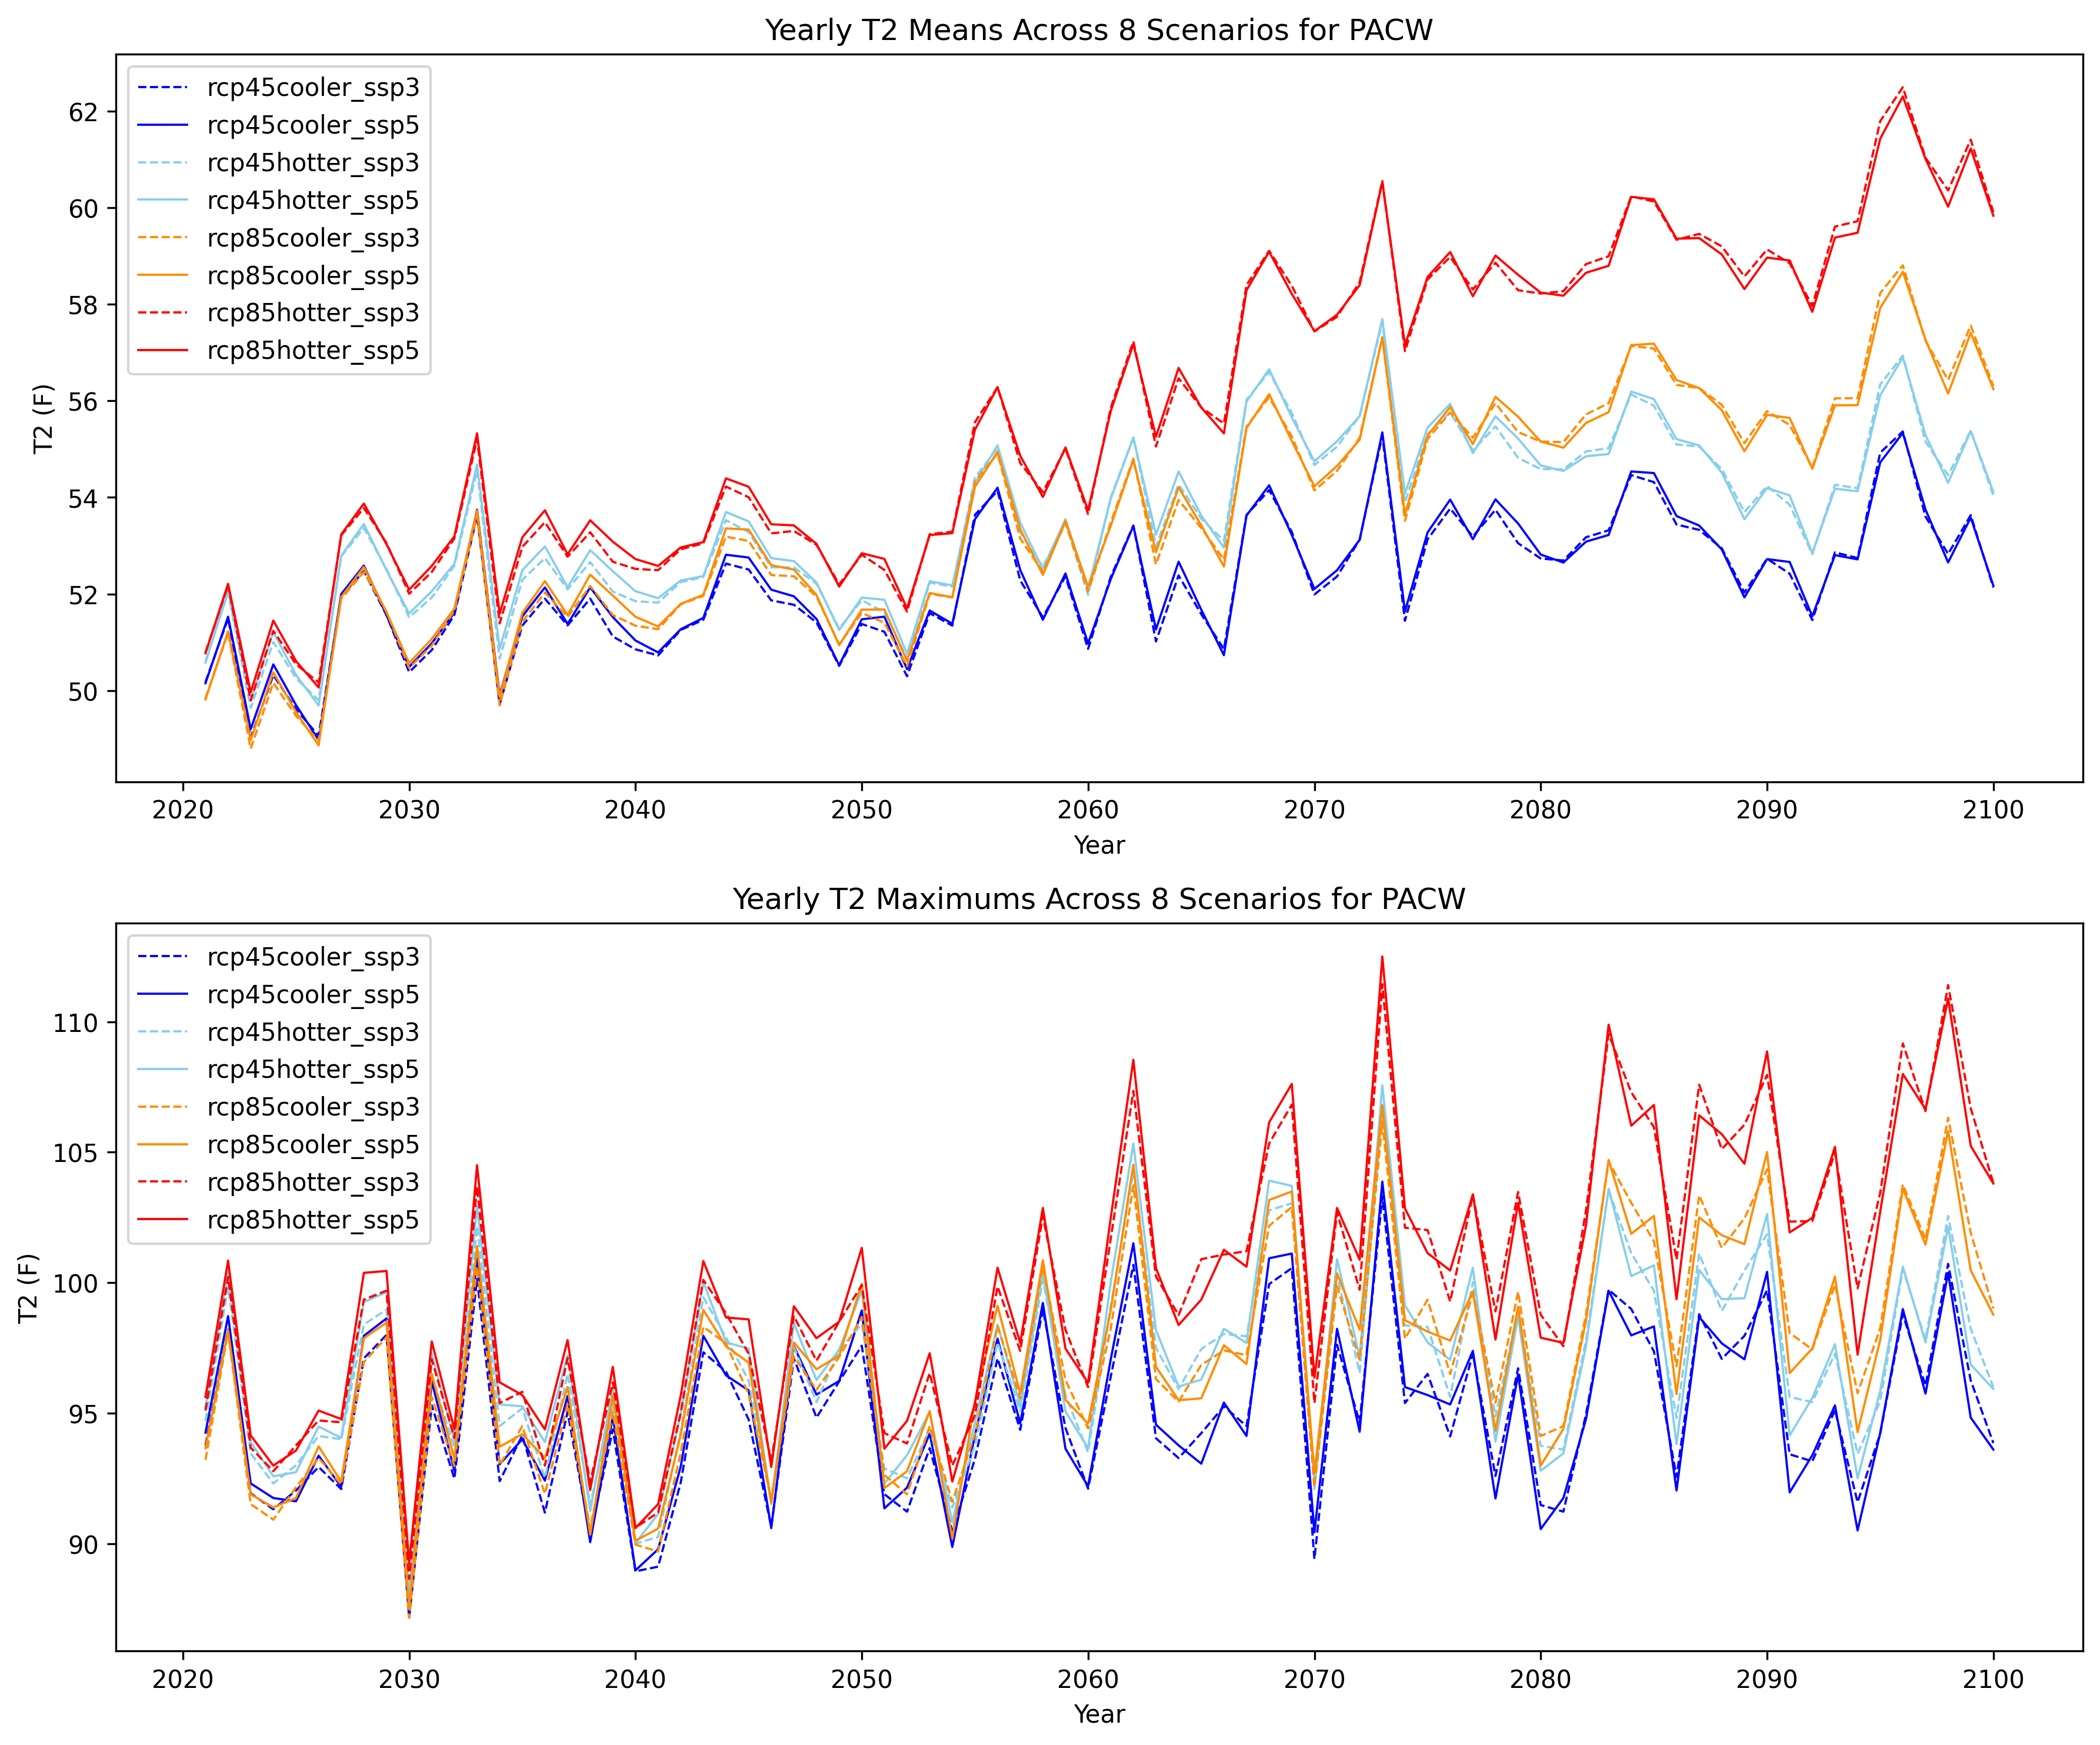 Yearly T2 Means Across 8 Scenarios for PACW
rcp45cooler_ssp3
rcp45cooler_ssp5
rcp45hotter_ssp3
rcp45hotter_ssp5
rcp85cooler_ssp3
rcp85cooler_ssp5
rcp85hotter_ssp3
rcp85hotter_ssp5
T2 (F)
62
60
58
56
54
52
50
2020 2030 2040 2050 2060 2070 2080 2090 2100
Year
Yearly T2 Maximums Across 8 Scenarios for PACW
rcp45cooler_ssp3
rcp45cooler_ssp5
rcp45hotter_ssp3
rcp45hotter_ssp5
rcp85cooler_ssp3
rcp85cooler_ssp5
rcp85hotter_ssp3
rcp85hotter_ssp5
T2 (F)
110
105
100
95
90
2020 2030 2040 2050 2060 2070 2080 2090 2100
Year